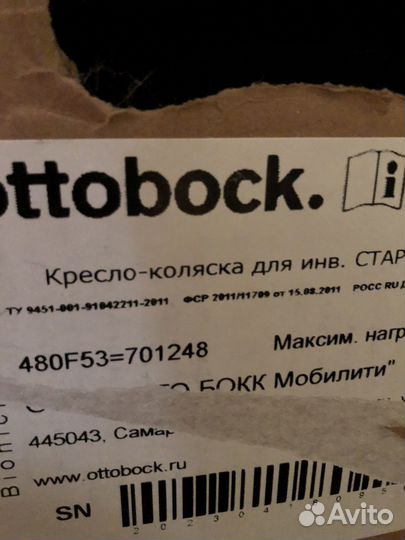 ottobock.
Кресло-коляска для инв. СТАР
ТУ 9451-001-91042211-2011 ФСР 2011/11709 от 15.08.2011 РОСС RU Д
480F53=701248 Максим. нагр
БОКК Мобилити"
445043, Самар
www.ottobock.ru
SN
Avito